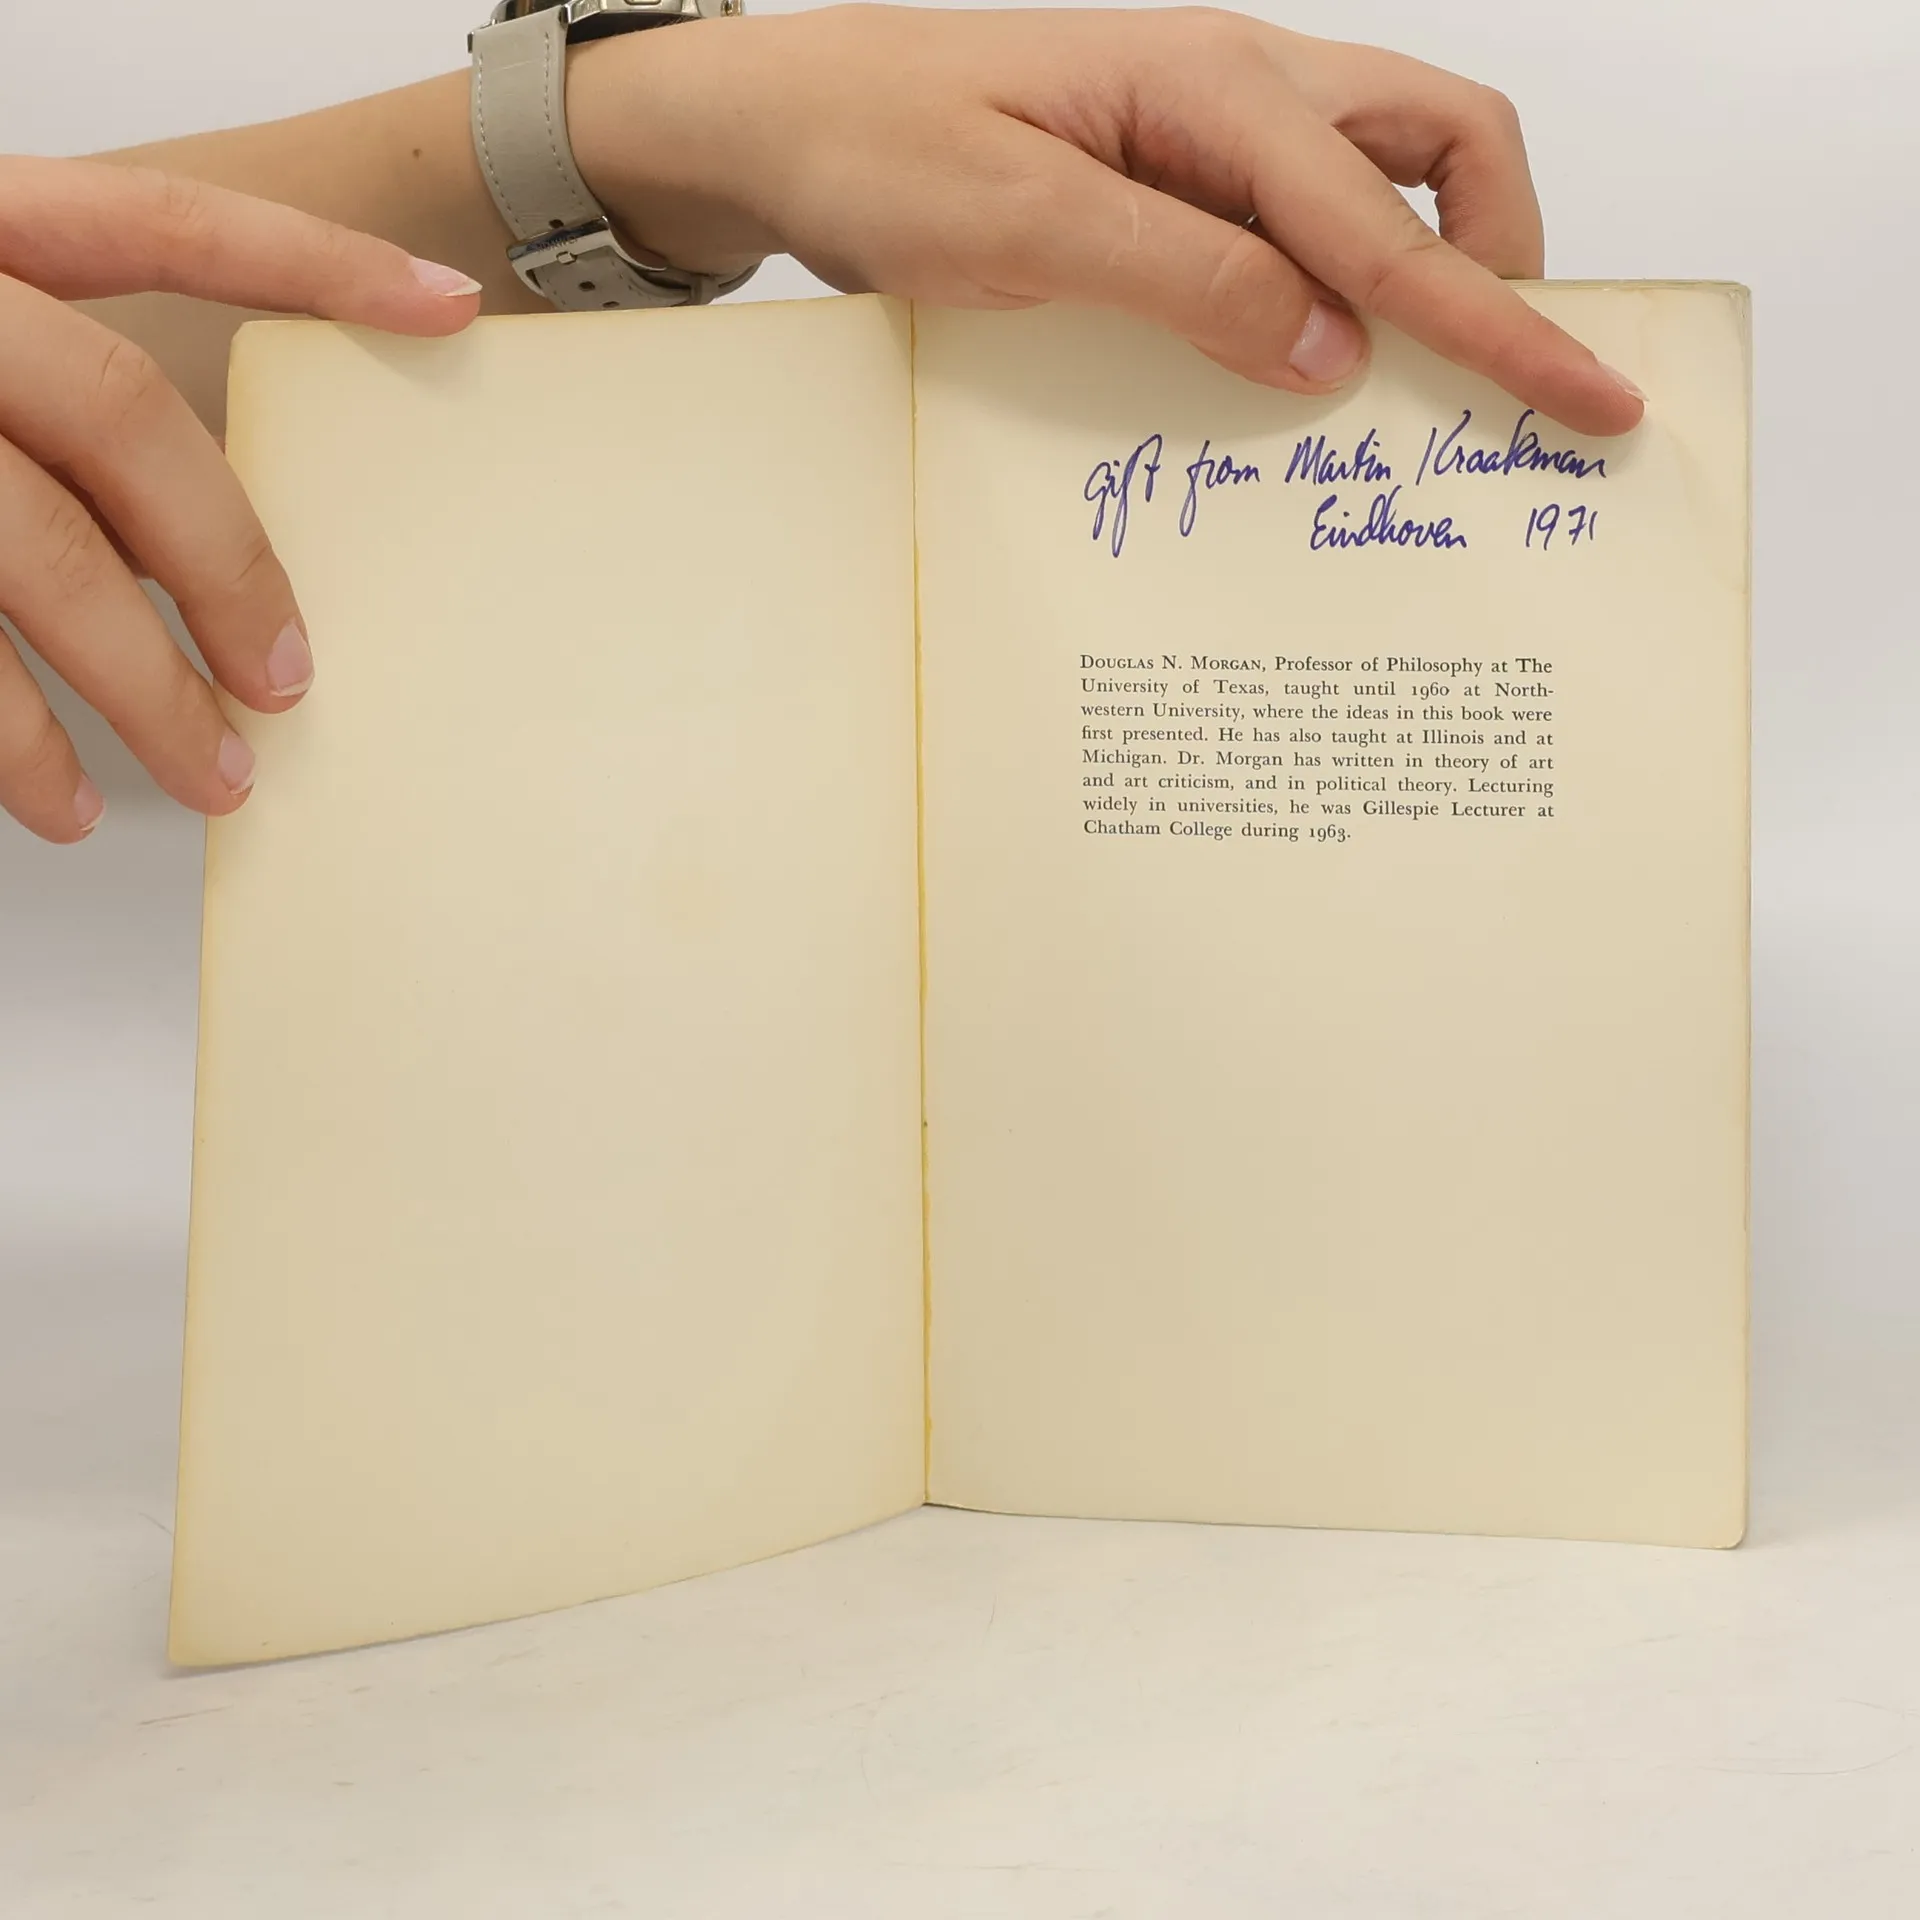 gift from Martin Kraakman
Eindhoven 1971
DOUGLAS N. MORGAN, Professor of Philosophy at The
University of Texas, taught until 1960 at North-
western University, where the ideas in this book were
first presented. He has also taught at Illinois and at
Michigan. Dr. Morgan has written in theory of art
and art criticism, and in political theory. Lecturing
widely in universities, he was Gillespie Lecturer at
Chatham College during 1963.